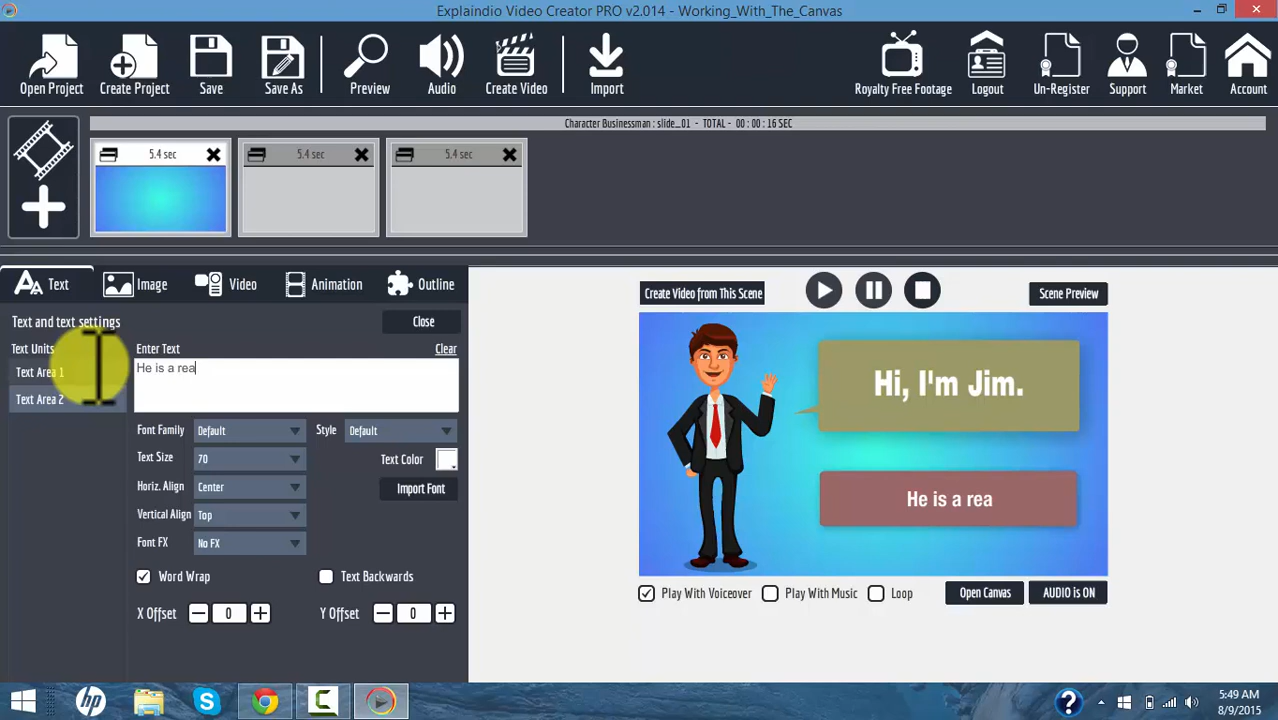 Explaindio Video Creator PRO v2.014 - Working_With_The_Canvas
Open Project
Create Project
Save
Save As
Preview
Audio
Create Video
Import
Royalty Free Footage
Logout
Un-Register
Support
Market
Account
Character Businessman : slide_01 - TOTAL - 00 : 00 : 16 SEC
5.4 sec
5.4 sec
5.4 sec
Text
Image
Video
Animation
Outline
Text and text settings
Close
Text Units
Enter Text
Clear
Text Area 1
Text Area 2
He is a rea
Font Family
Default
Style
Default
Text Size
70
Text Color
Horiz. Align
Center
Import Font
Vertical Align
Top
Font FX
No FX
Word Wrap
Text Backwards
X Offset
0
Y Offset
0
Create Video from This Scene
Scene Preview
Hi, I'm Jim.
He is a rea
Play With Voiceover
Play With Music
Loop
Open Canvas
AUDIO is ON
hp
5:49 AM
8/9/2015